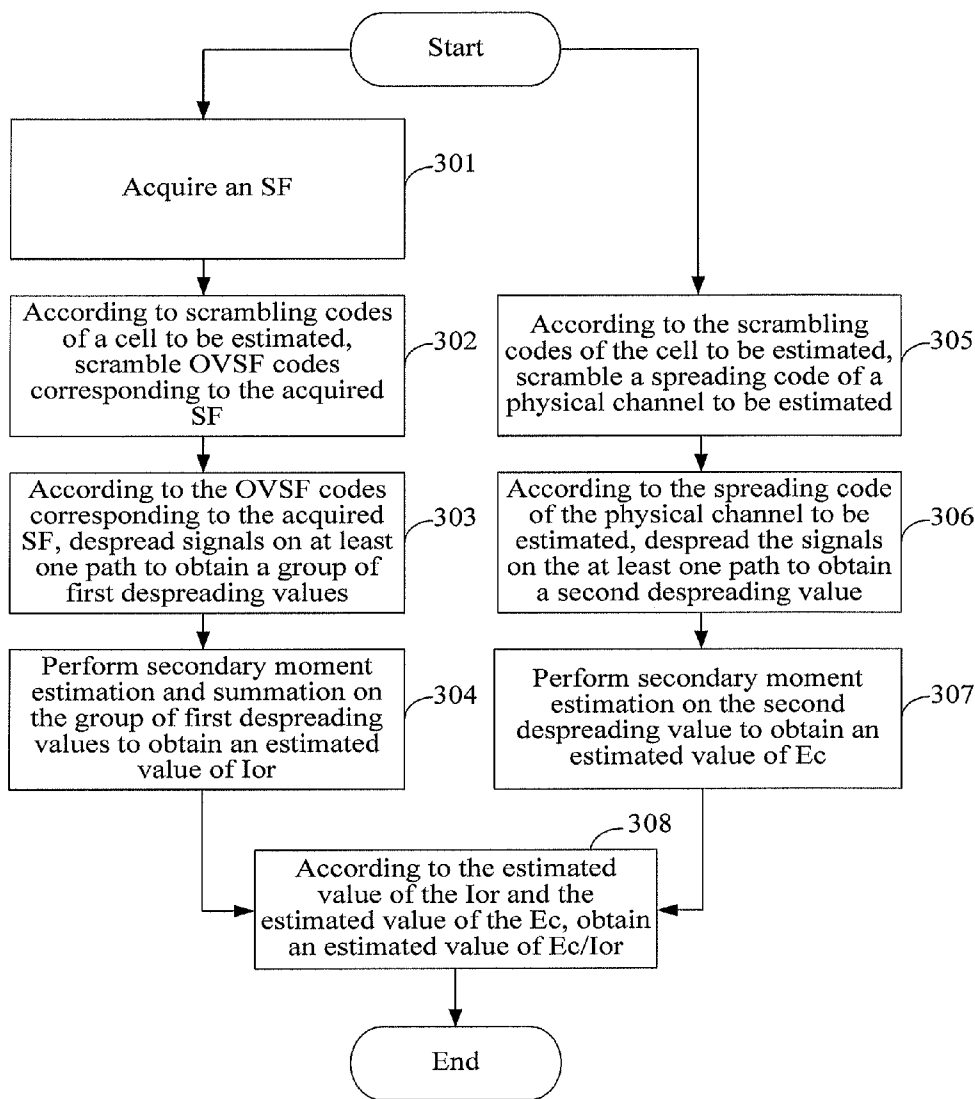 Start
Acquire an SF
301
According to scrambling codes
of a cell to be estimated,
scramble OVSF codes
corresponding to the acquired
SF
302
According to the OVSF codes
corresponding to the acquired
SF, despread signals on at least
one path to obtain a group of
first despreading values
303
Perform secondary moment
estimation and summation on
the group of first despreading
values to obtain an estimated
value of Ior
304
According to the scrambling
codes of the cell to be estimated,
scramble a spreading code of a
physical channel to be estimated
305
According to the spreading code
of the physical channel to be
estimated, despread the signals
on the at least one path to obtain
a second despreading value
306
Perform secondary moment
estimation on the second
despreading value to obtain an
estimated value of Ec
307
308
According to the estimated
value of the Ior and the
estimated value of the Ec, obtain
an estimated value of Ec/Ior
End